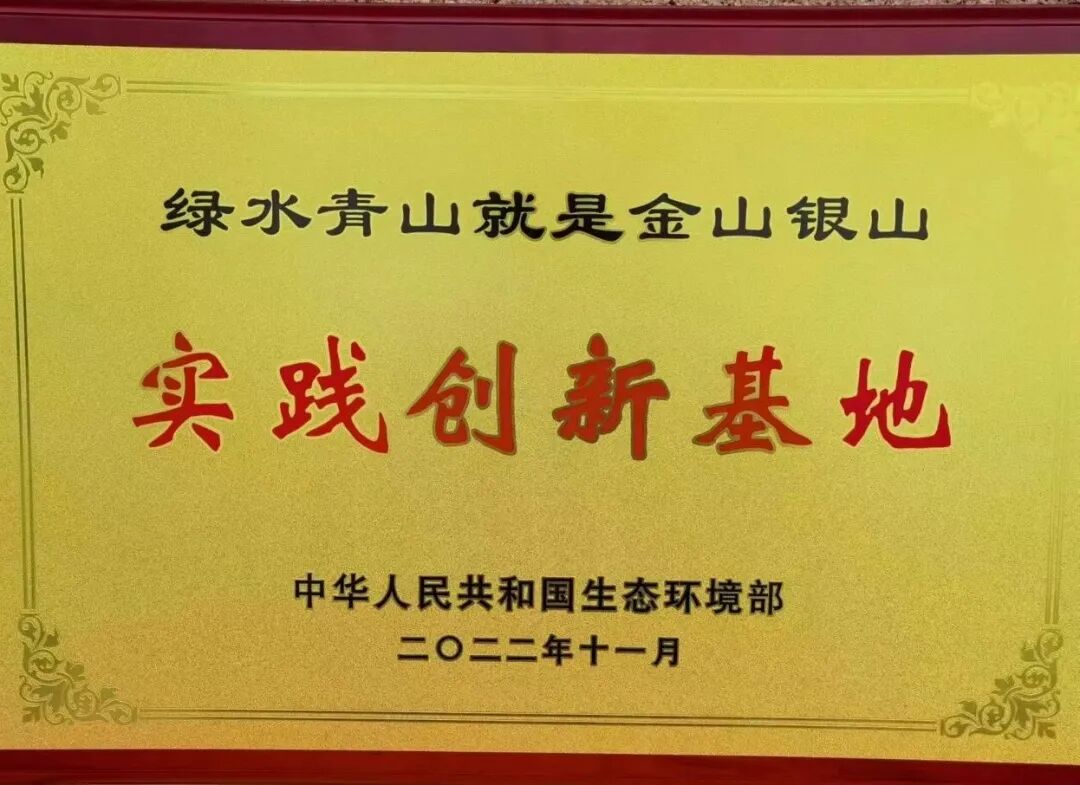 绿水青山就是金山银山
实践创新基地
中华人民共和国生态环境部
二〇二二年十一月